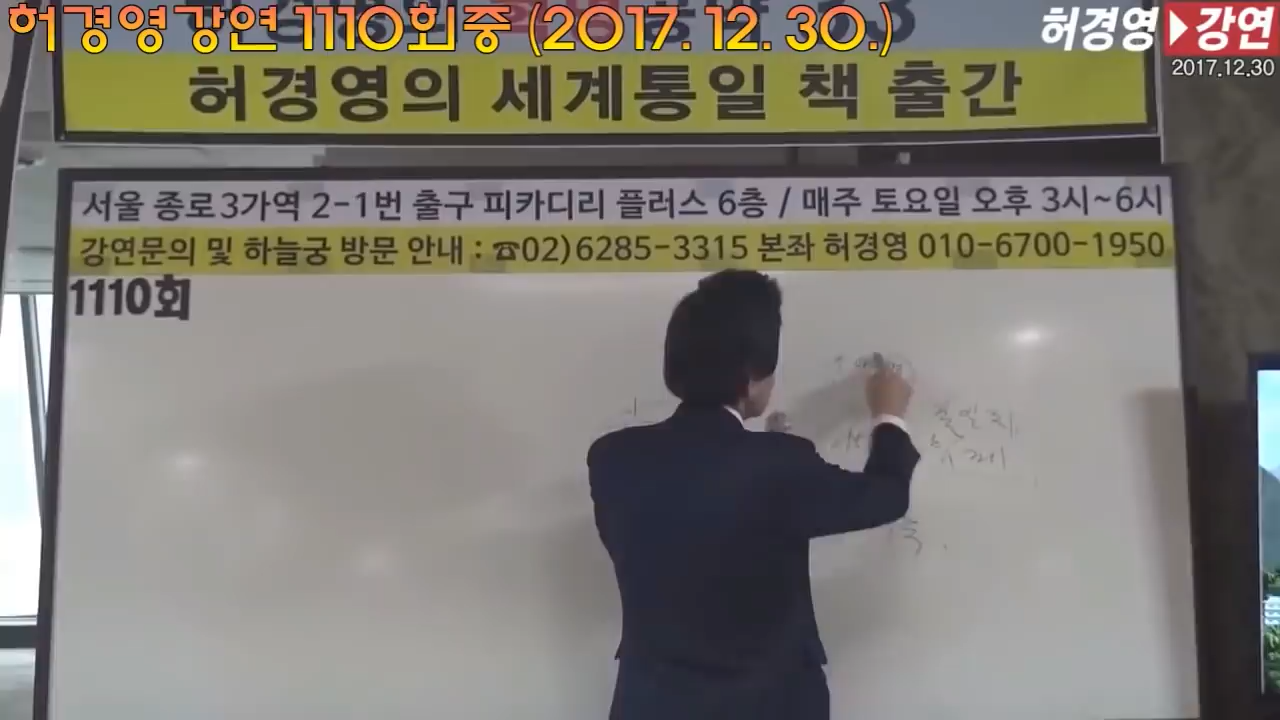 허경영강연 1110회중 (2017. 12. 30.)
허경영▶강연
2017.12.30
허경영의 세계통일 책 출간
서울 종로3가역 2-1번 출구 피카디리 플러스 6층 / 매주 토요일 오후 3시~6시
강연문의 및 하늘궁 방문 안내 : ☎02)6285-3315 본좌 허경영 010-6700-1950
1110회